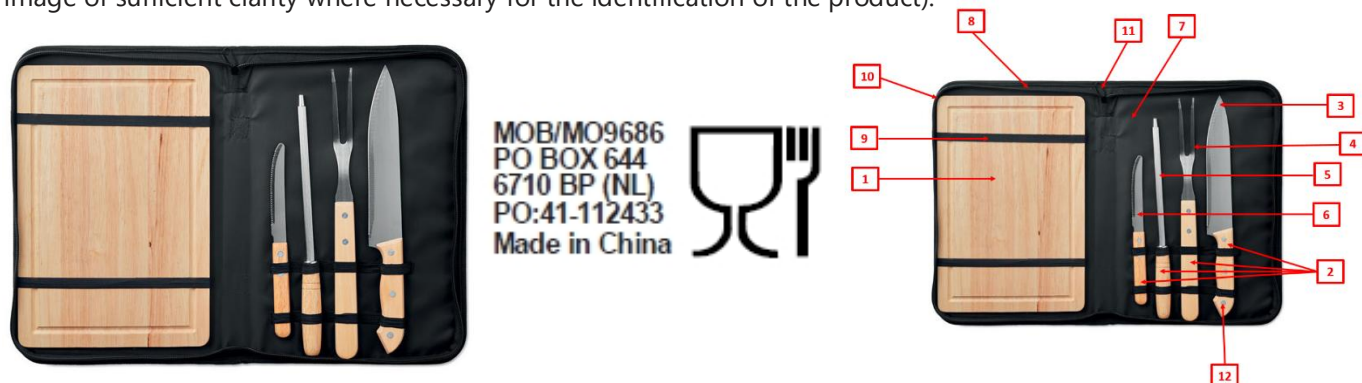 image of sufficient clarity where necessary for the identification of the product).
MOB/MO9686
PO BOX 644
6710 BP (NL)
PO:41-112433
Made in China
8
11
7
10
3
9
4
1
5
6
2
12